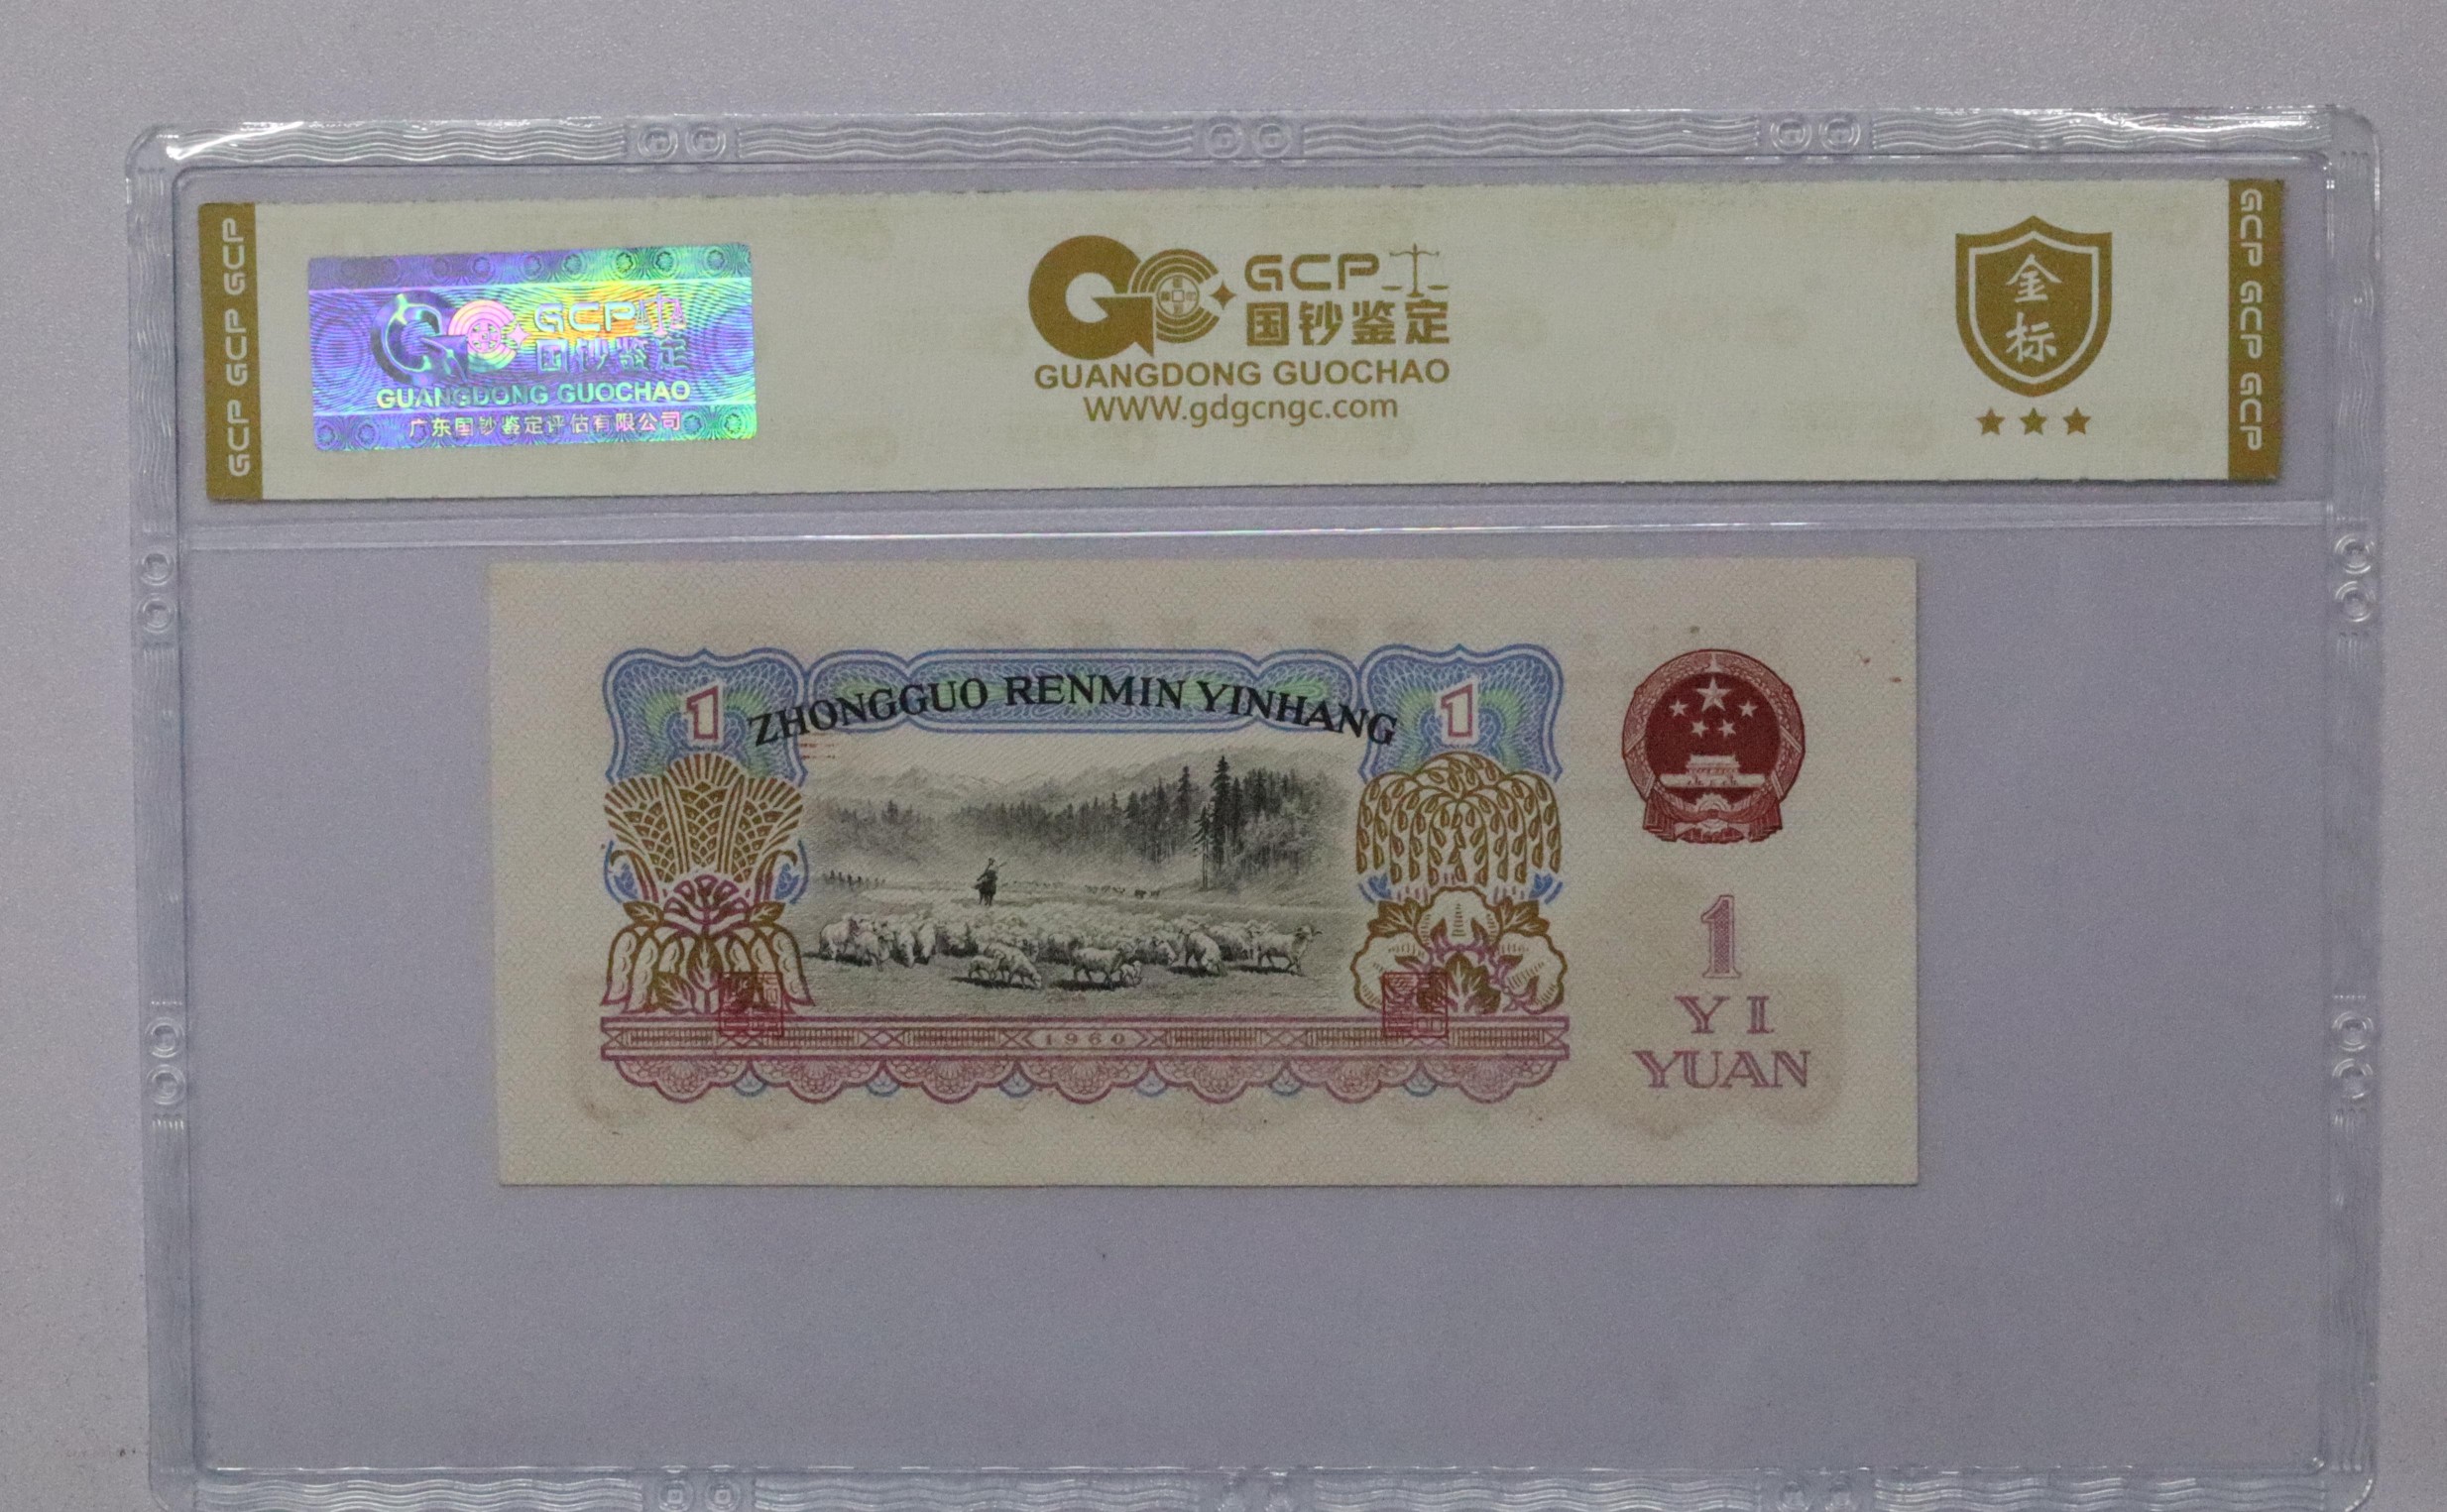 GCP GCP GCP
GCP
国钞鉴定
GUANGDONG GUOCHAO
广东国钞鉴定评估有限公司
GCP
国钞鉴定
GUANGDONG GUOCHAO
WWW.gdgcngc.com
金
标
GCP GCP GCP
1
ZHONGGUO RENMIN YINHANG
1
1960
1
YI
YUAN